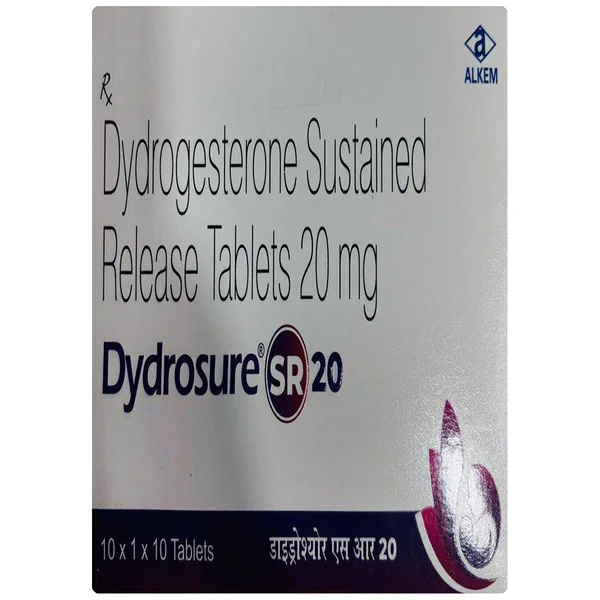 ALKEM
Rx
Dydrogesterone Sustained
Release Tablets 20 mg
Dydrosure® SR 20
10 x 1 x 10 Tablets
डाइड्रोश्योर एस आर 20